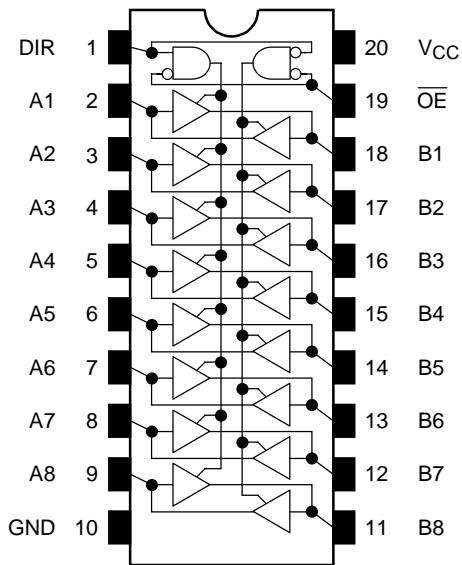 DIR 1 20 VCC
A1 2 19 OE
A2 3 18 B1
A3 4 17 B2
A4 5 16 B3
A5 6 15 B4
A6 7 14 B5
A7 8 13 B6
A8 9 12 B7
GND 10 11 B8